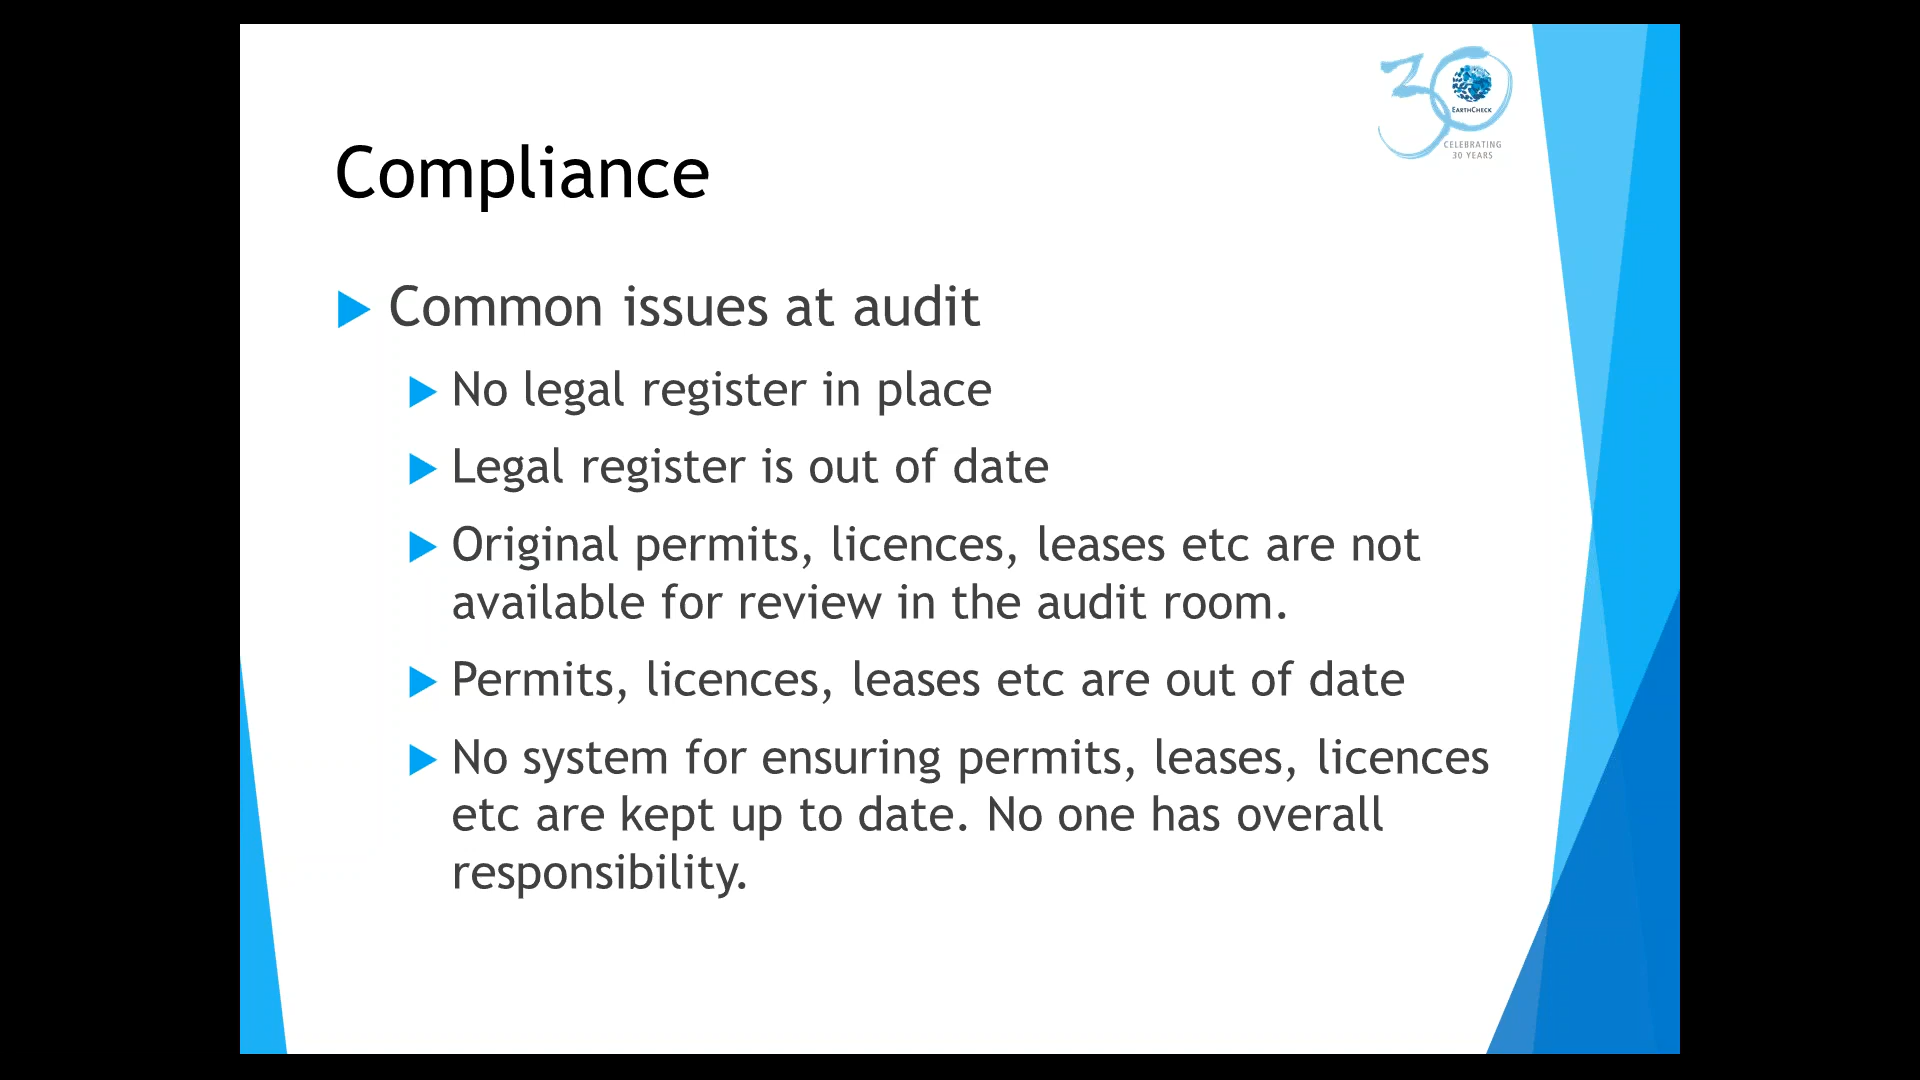 30
EARTHCHECK
CELEBRATING
30 YEARS
Compliance
Common issues at audit
No legal register in place
Legal register is out of date
Original permits, licences, leases etc are not
available for review in the audit room.
Permits, licences, leases etc are out of date
No system for ensuring permits, leases, licences
etc are kept up to date. No one has overall
responsibility.